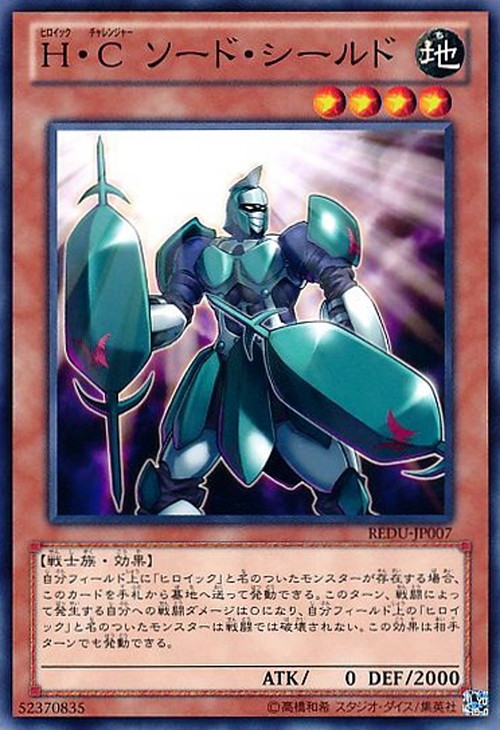 ヒロイック チャレンジャー
H・C ソード・シールド
ち
地
REDU-JP007
【戦士族・効果】
自分フィールド上に「ヒロイック」と名のついたモンスターが存在する場合、
このカードを手札から墓地へ送って発動できる。このターン、戦闘によっ
て発生する自分への戦闘ダメージは0になり、自分フィールド上の「ヒロイ
ック」と名のついたモンスターは戦闘では破壊されない。この効果は相手
ターンでも発動できる。
ATK/ 0 DEF/2000
52370835 ©高橋和希 スタジオ・ダイス/集英社